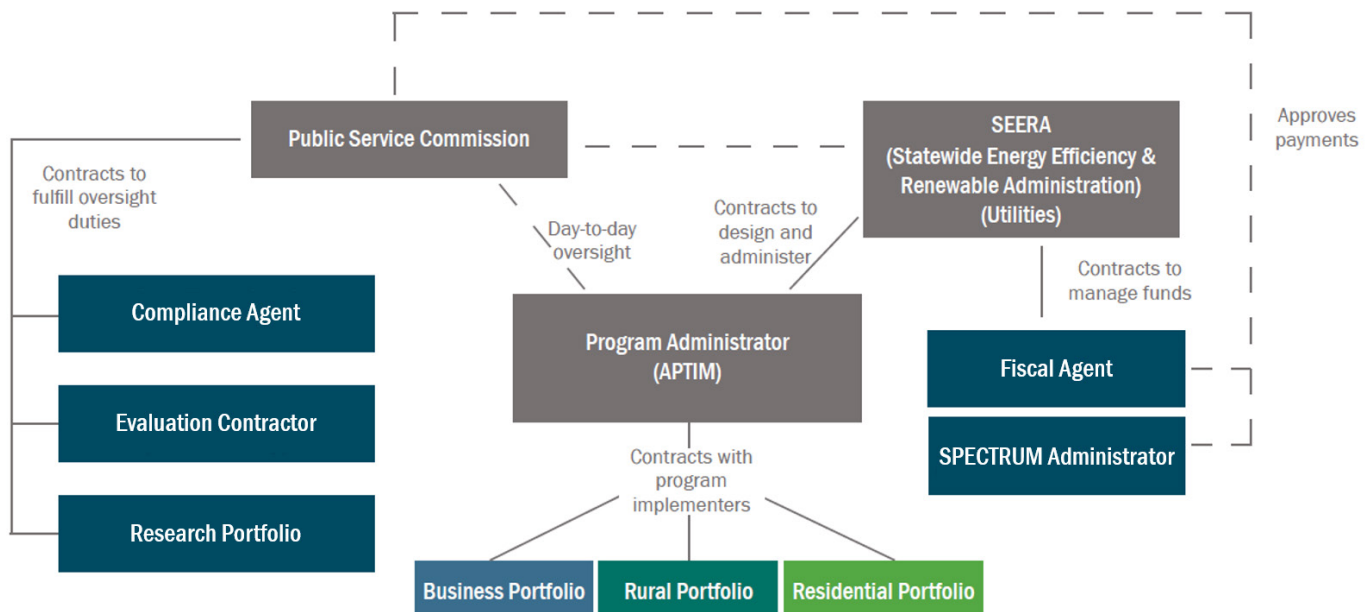 Public Service Commission
SEERA
(Statewide Energy Efficiency &
Renewable Administration)
(Utilities)
Approves
payments
Contracts to
fulfill oversight
duties
Day-to-day
oversight
Contracts to
design and
administer
Contracts to
manage funds
Compliance Agent
Evaluation Contractor
Research Portfolio
Program Administrator
(APTIM)
Fiscal Agent
SPECTRUM Administrator
Contracts with
program
implementers
Business Portfolio
Rural Portfolio
Residential Portfolio